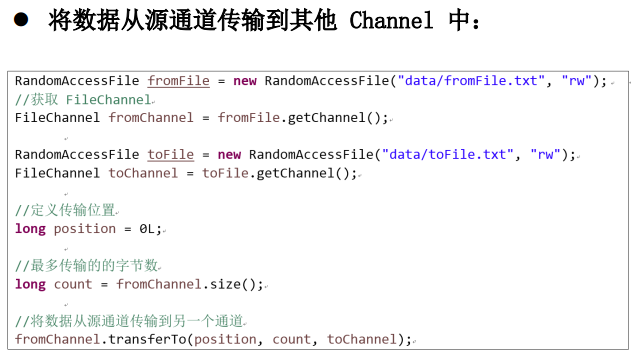 ● 将数据从源通道传输到其他 Channel 中：
RandomAccessFile fromFile = new RandomAccessFile("data/fromFile.txt", "rw");
//获取 FileChannel
FileChannel fromChannel = fromFile.getChannel();
RandomAccessFile toFile = new RandomAccessFile("data/toFile.txt", "rw");
FileChannel toChannel = toFile.getChannel();
//定义传输位置
long position = 0L;
//最多传输的的字节数
long count = fromChannel.size();
//将数据从源通道传输到另一个通道
fromChannel.transferTo(position, count, toChannel);